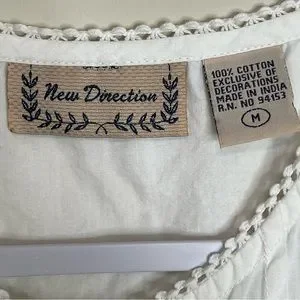 New Direction
100% COTTON
EXCLUSIVE OF
DECORATIONS
MADE IN INDIA
R.N. NO 94153
M